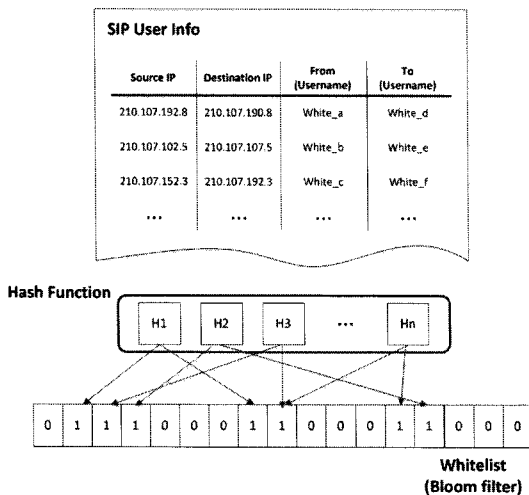 SIP User Info
Source IP Destination IP From (Username) To (Username)
210.107.192.8 210.107.190.8 White_a White_d
210.107.102.5 210.107.107.5 White_b White_e
210.107.152.3 210.107.192.3 White_c White_f
... ... ... ...
Hash Function
H1 H2 H3 ... Hn
0 1 1 1 0 0 0 1 1 0 0 0 1 1 0 0 0
Whitelist
(Bloom filter)